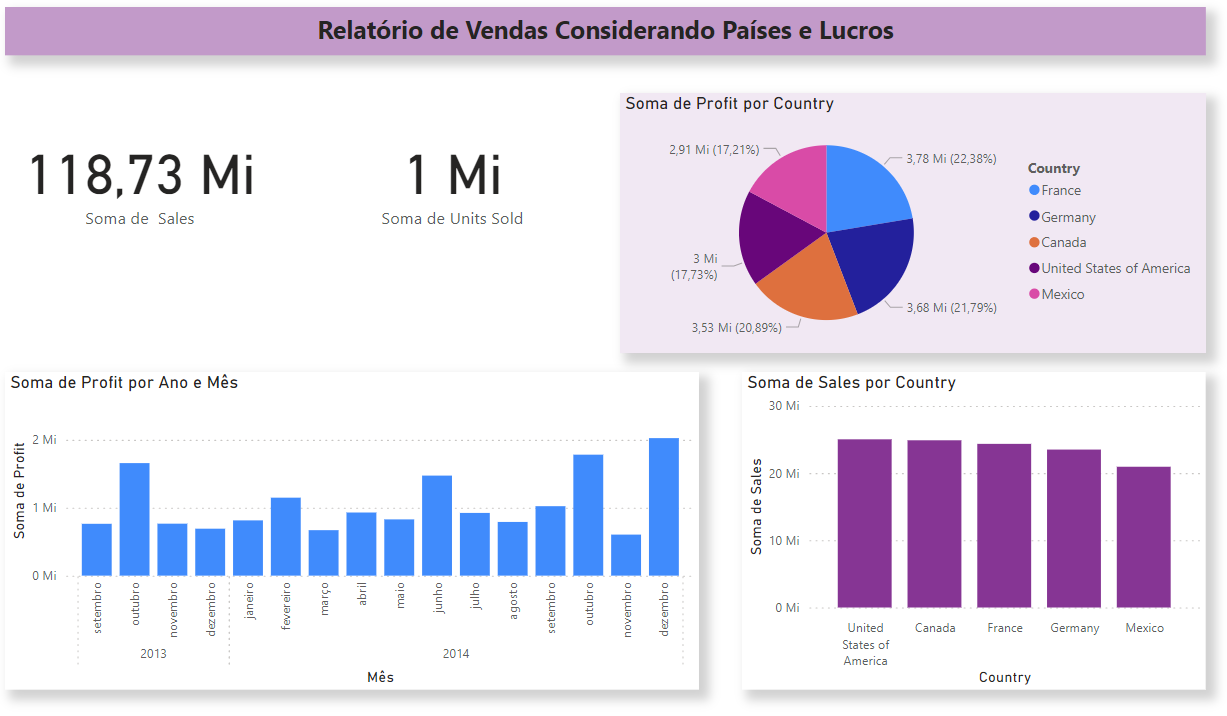 Relatório de Vendas Considerando Países e Lucros
118,73 Mi
Soma de  Sales
1 Mi
Soma de Units Sold
Soma de Profit por Country
2,91 Mi (17,21%)
3,78 Mi (22,38%)
3 Mi
(17,73%)
3,53 Mi (20,89%)
3,68 Mi (21,79%)
Country
France
Germany
Canada
United States of America
Mexico
Soma de Profit por Ano e Mês
Soma de Profit
2 Mi
1 Mi
0 Mi
setembro
outubro
novembro
dezembro
janeiro
fevereiro
março
abril
maio
junho
julho
agosto
setembro
outubro
novembro
dezembro
2013
2014
Mês
Soma de Sales por Country
Soma de Sales
30 Mi
20 Mi
10 Mi
0 Mi
United
States of
America
Canada
France
Germany
Mexico
Country